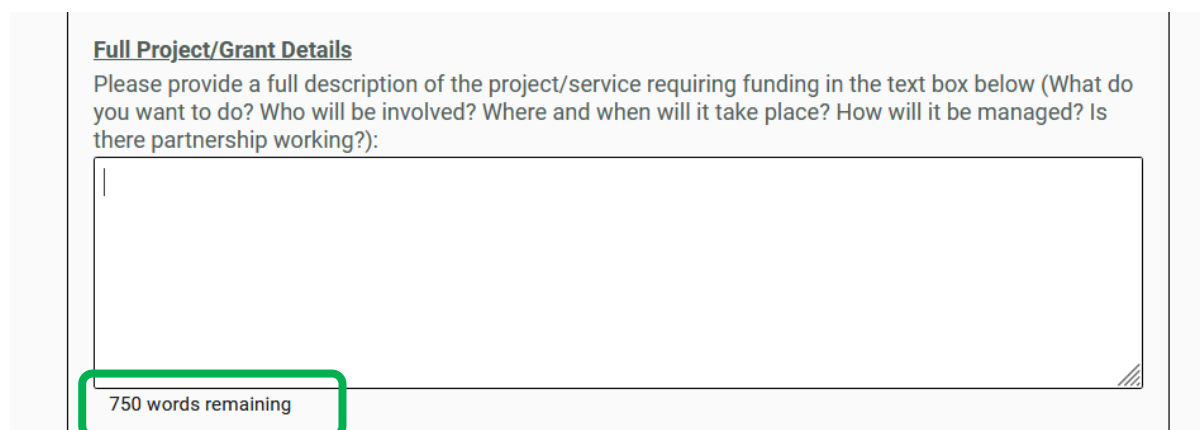 Full Project/Grant Details
Please provide a full description of the project/service requiring funding in the text box below (What do
you want to do? Who will be involved? Where and when will it take place? How will it be managed? Is
there partnership working?):
750 words remaining